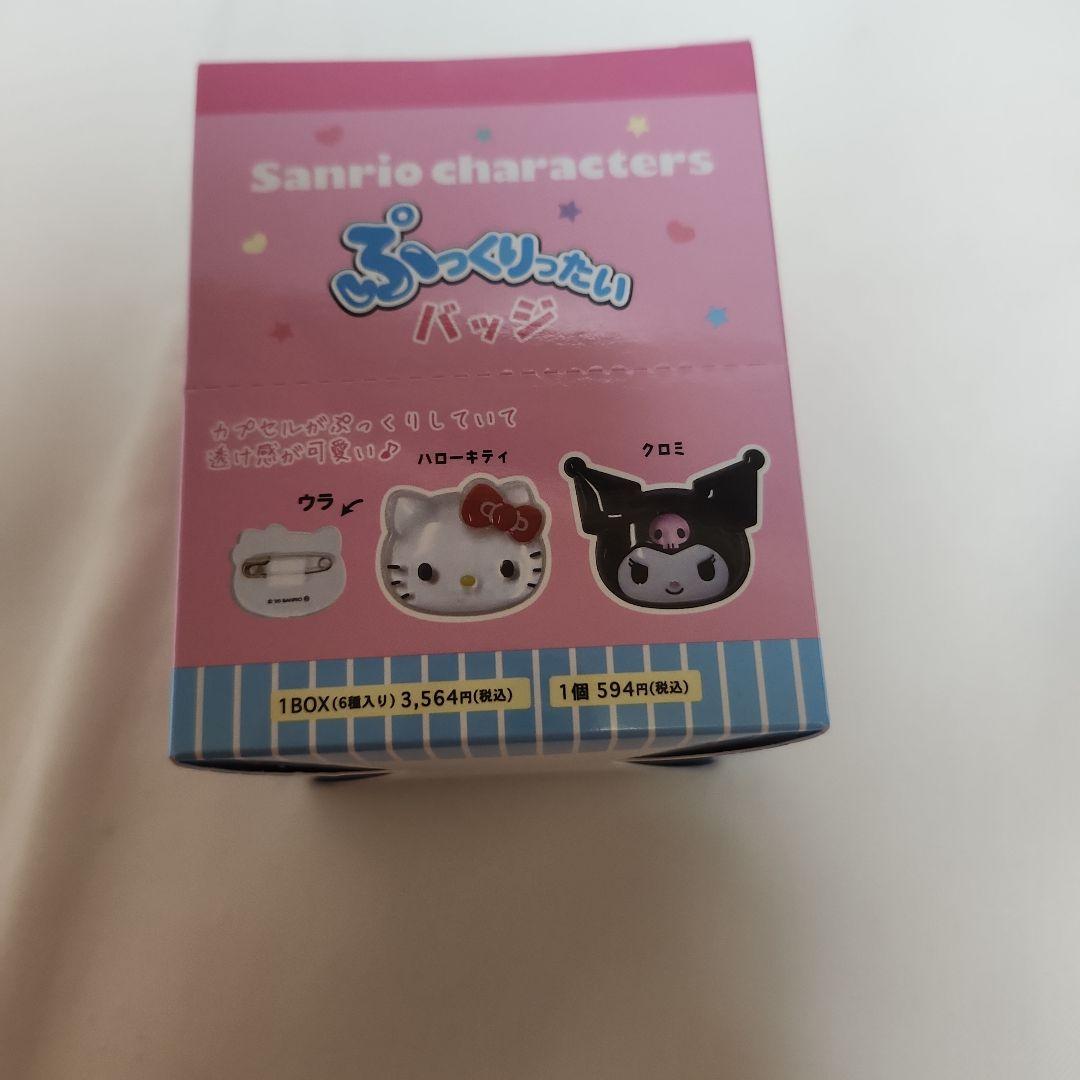 Sanrio characters
ぷっくりったい
バッジ
カプセルがぷっくりしていて
透け感が可愛い♪
ハローキティ
クロミ
ウラ
1BOX(6種入り) 3,564円(税込)
1個 594円(税込)